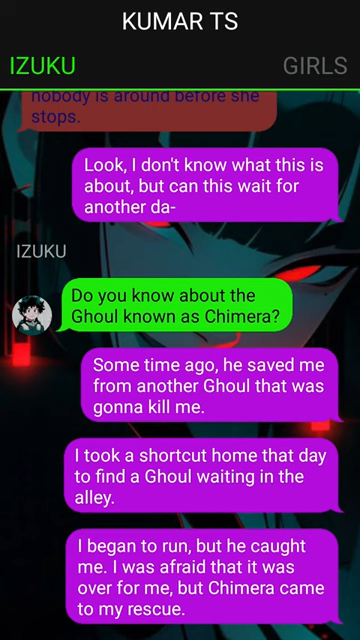 KUMAR TS
IZUKU
GIRLS
nobody is around before she
stops.
Look, I don't know what this is
about, but can this wait for
another da-
IZUKU
Do you know about the
Ghoul known as Chimera?
Some time ago, he saved me
from another Ghoul that was
gonna kill me.
I took a shortcut home that day
to find a Ghoul waiting in the
alley.
I began to run, but he caught
me. I was afraid that it was
over for me, but Chimera came
to my rescue.